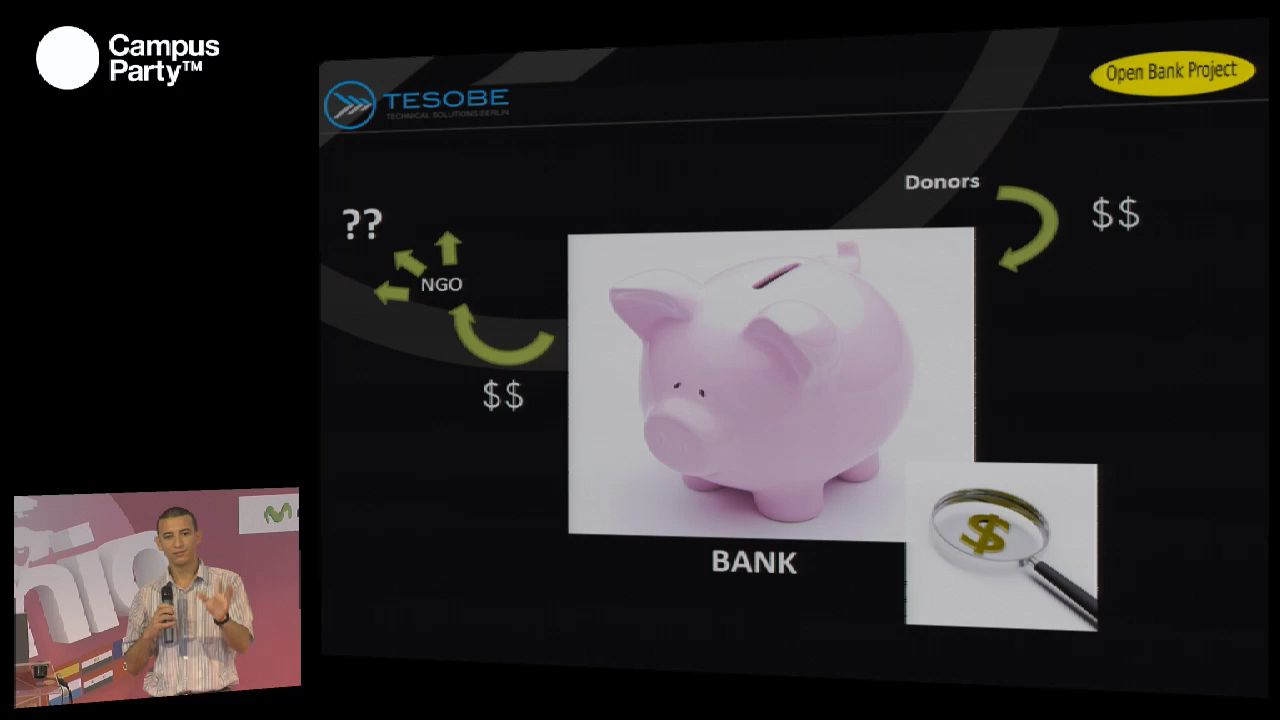 Campus
Party™
TESOBE
TECHNICAL SOLUTIONS BERLIN
Open Bank Project
Donors
$$
??
NGO
$$
$
BANK